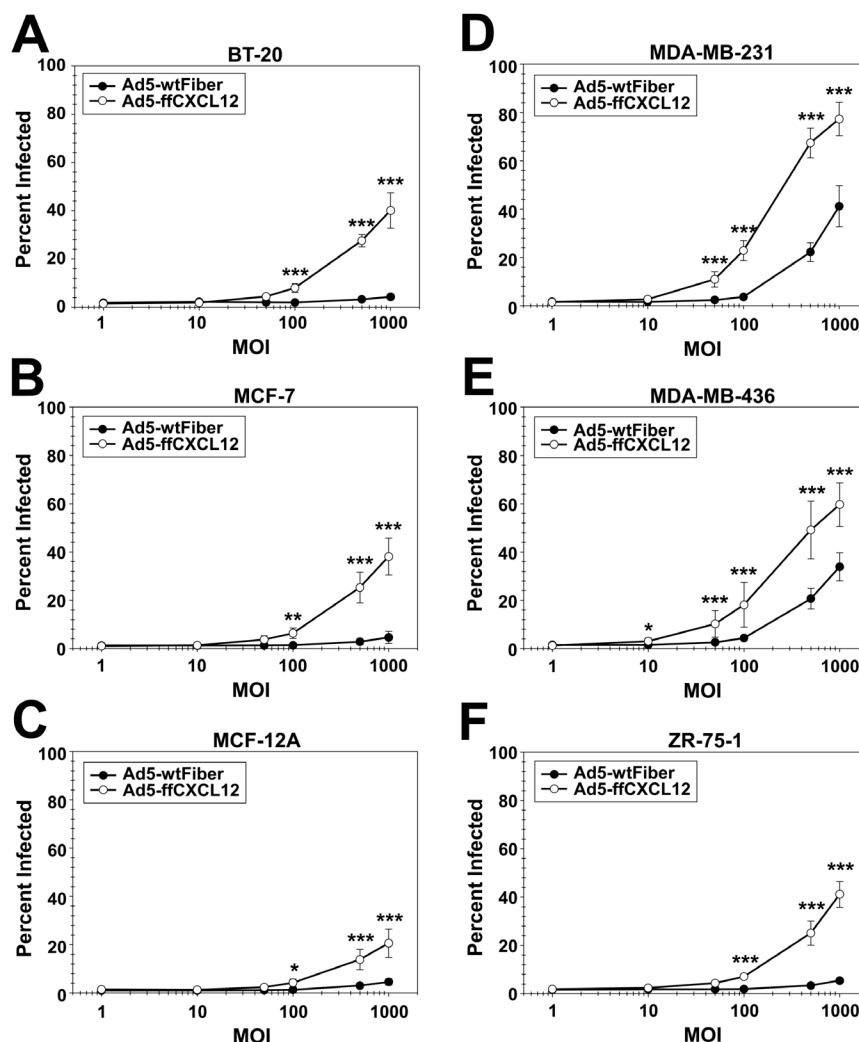 A
BT-20
100
80
60
40
20
0
Percent Infected
Ad5-wtFiber
Ad5-ffCXCL12
***
***
***
1 10 100 1000
MOI
B
MCF-7
100
80
60
40
20
0
Percent Infected
Ad5-wtFiber
Ad5-ffCXCL12
***
***
**
1 10 100 1000
MOI
C
MCF-12A
100
80
60
40
20
0
Percent Infected
Ad5-wtFiber
Ad5-ffCXCL12
***
***
*
1 10 100 1000
MOI
D
MDA-MB-231
100
80
60
40
20
0
Percent Infected
Ad5-wtFiber
Ad5-ffCXCL12
***
***
***
***
1 10 100 1000
MOI
E
MDA-MB-436
100
80
60
40
20
0
Percent Infected
Ad5-wtFiber
Ad5-ffCXCL12
***
***
***
***
*
1 10 100 1000
MOI
F
ZR-75-1
100
80
60
40
20
0
Percent Infected
Ad5-wtFiber
Ad5-ffCXCL12
***
***
***
1 10 100 1000
MOI